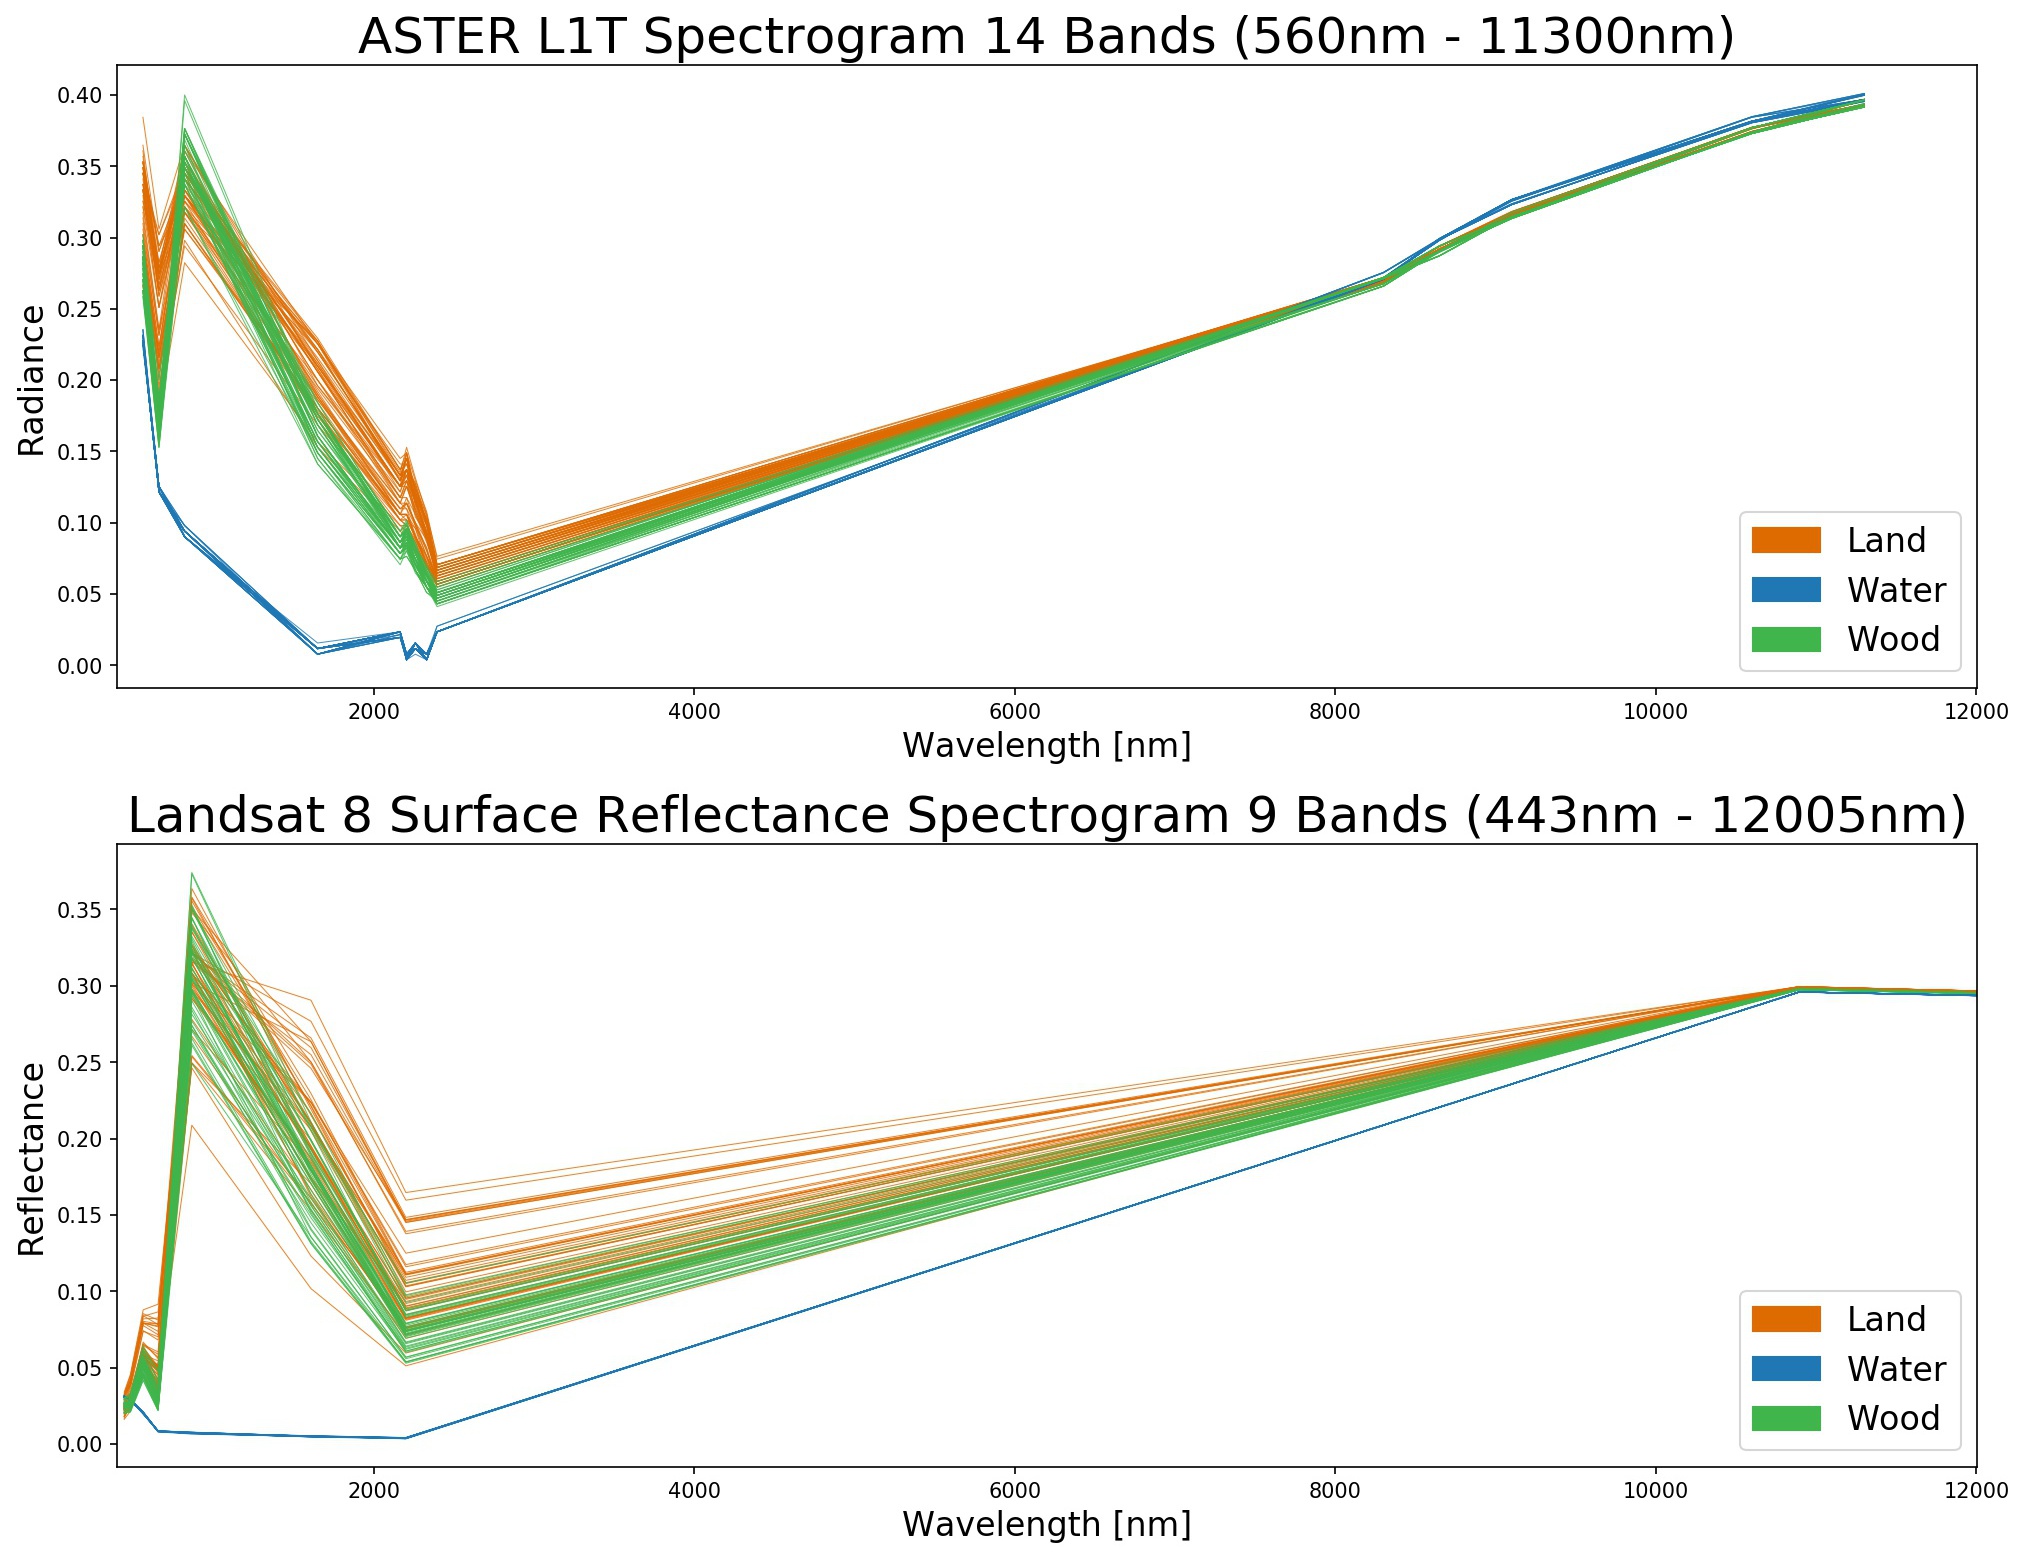 ASTER L1T Spectrogram 14 Bands (560nm - 11300nm)
0.40
0.35
0.30
0.25
0.20
0.15
0.10
0.05
0.00
Radiance
Land
Water
Wood
2000 4000 6000 8000 10000 12000
Wavelength [nm]
Landsat 8 Surface Reflectance Spectrogram 9 Bands (443nm - 12005nm)
0.35
0.30
0.25
0.20
0.15
0.10
0.05
0.00
Reflectance
Land
Water
Wood
2000 4000 6000 8000 10000 12000
Wavelength [nm]